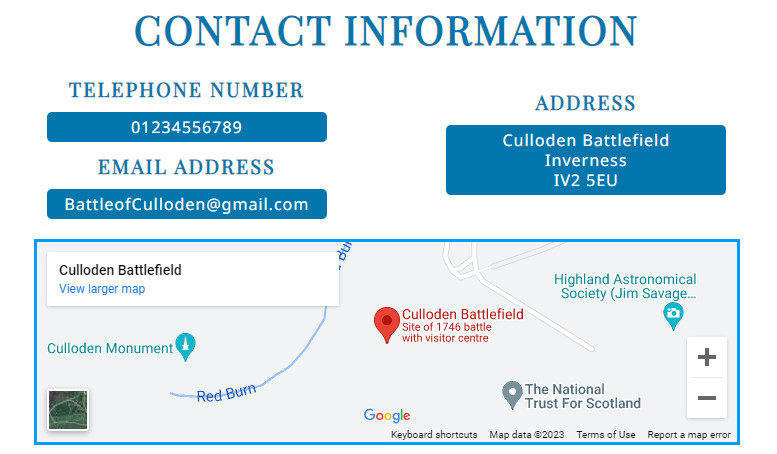 CONTACT INFORMATION
TELEPHONE NUMBER
01234556789
EMAIL ADDRESS
BattleofCulloden@gmail.com
ADDRESS
Culloden Battlefield
Inverness
IV2 5EU
Culloden Battlefield
View larger map
Red Bu
Highland Astronomical
Society (Jim Savage...
Culloden Battlefield
Site of 1746 battle
with visitor centre
Culloden Monument
Red Burn
The National
Trust For Scotland
Google
Keyboard shortcuts Map data ©2023 Terms of Use Report a map error